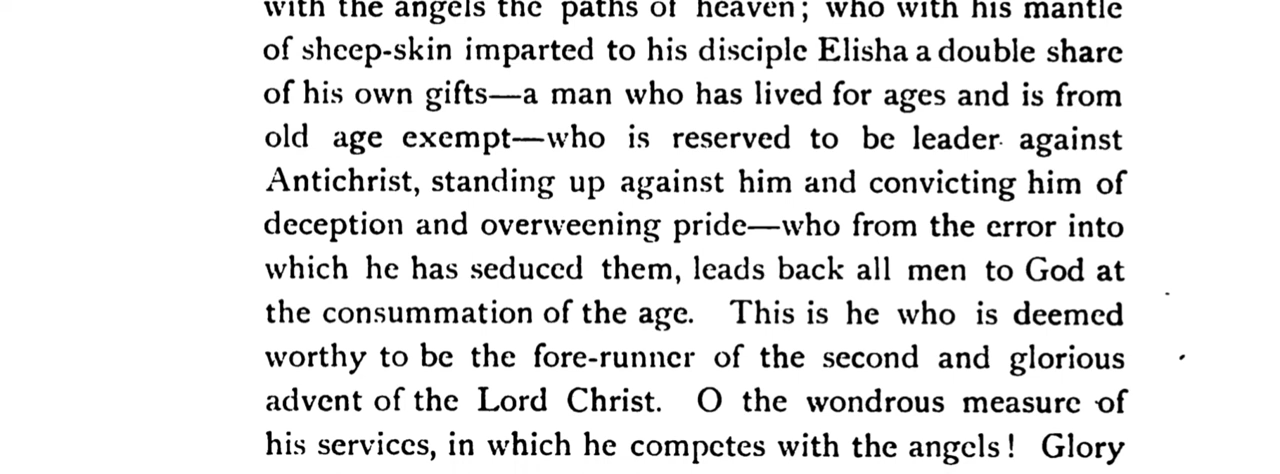 with the angels the paths of heaven; who with his mantle
of sheep-skin imparted to his disciple Elisha a double share
of his own gifts—a man who has lived for ages and is from
old age exempt—who is reserved to be leader against
Antichrist, standing up against him and convicting him of
deception and overweening pride—who from the error into
which he has seduced them, leads back all men to God at
the consummation of the age. This is he who is deemed
worthy to be the fore-runner of the second and glorious
advent of the Lord Christ. O the wondrous measure of
his services, in which he competes with the angels! Glory